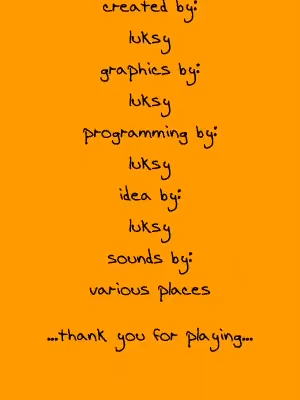 created by:
luksy
graphics by:
luksy
programming by:
luksy
idea by:
luksy
sounds by:
various places
...thank you for playing...